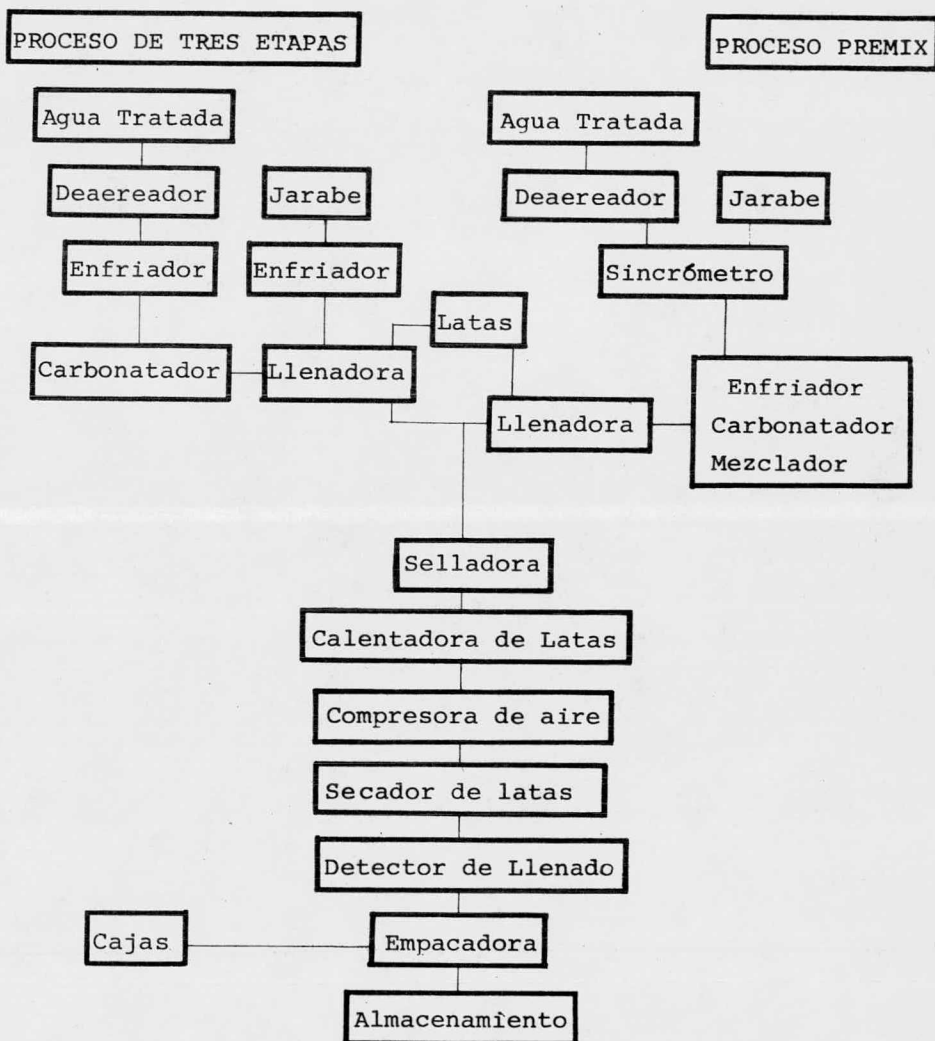 PROCESO DE TRES ETAPAS
PROCESO PREMIX
Agua Tratada
Agua Tratada
Deaereador
Jarabe
Deaereador
Jarabe
Enfriador
Enfriador
Sincrómetro
Latas
Carbonatador
Llenadora
Enfriador
Llenadora
Carbonatador
Mezclador
Selladora
Calentadora de Latas
Compresora de aire
Secador de latas
Detector de Llenado
Cajas
Empacadora
Almacenamiento